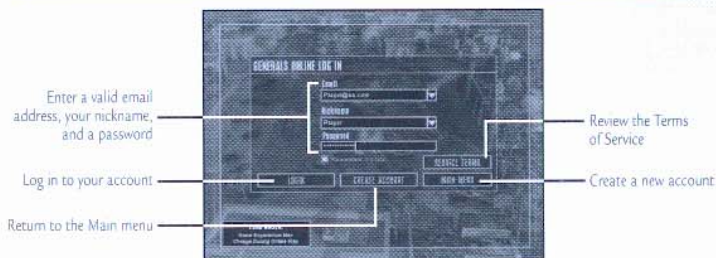 GENERALS ONLINE LOG IN
Email
Enter a valid email
address, your nickname,
and a password
Nickname
Player
Password
SERVICE TERMS
Review the Terms
of Service
Log in to your account
LOGIN
CREATE ACCOUNT
MAIN MENU
Create a new account
Return to the Main menu